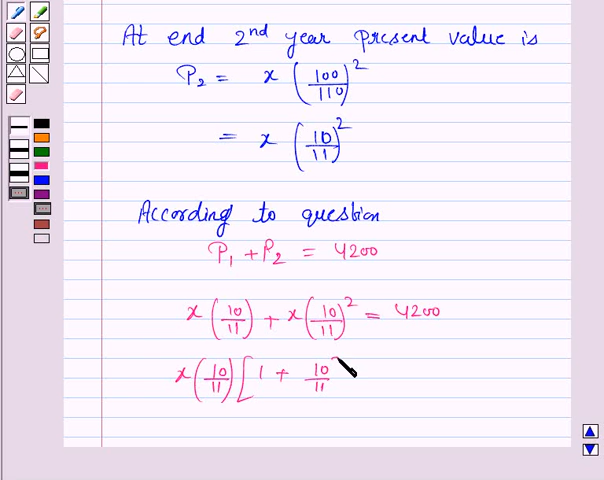 At end 2nd year present value is
P₂ = x (100/110)²
= x (10/11)²
According to question
P₁ + P₂ = 4200
x (10/11) + x (10/11)² = 4200
x (10/11) [1 + 10/11